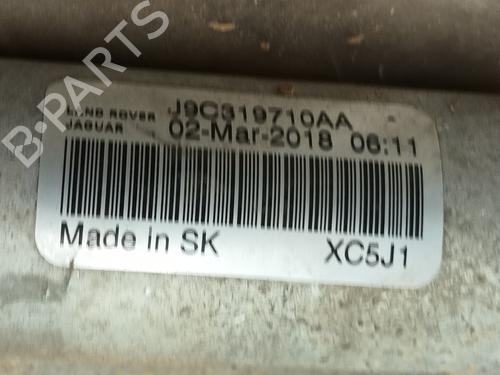 B-PARTS
LAND ROVER J9C319710AA
JAGUAR 02-Mar-2018 06:11
Made in SK XC5J1